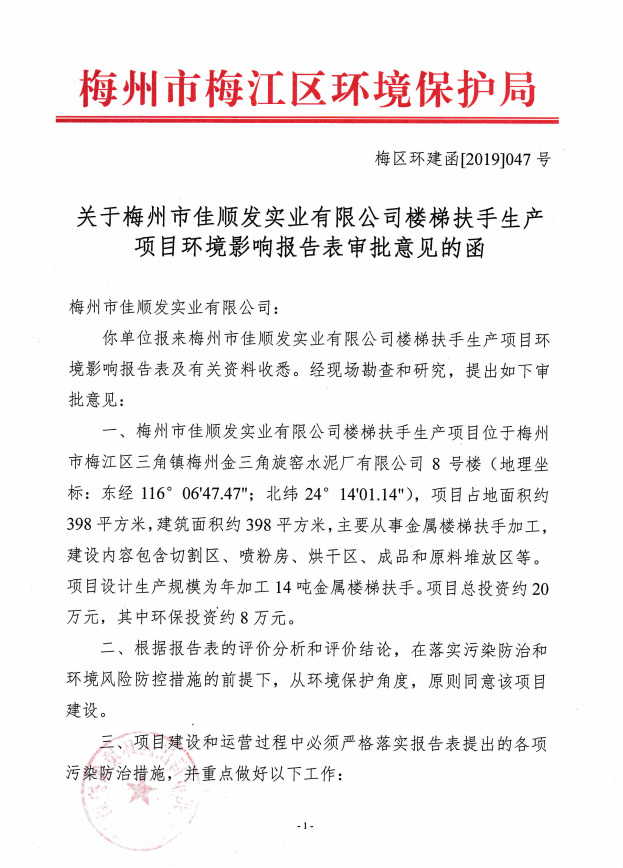 梅州市梅江区环境保护局
梅区环建函[2019]047 号
关于梅州市佳顺发实业有限公司楼梯扶手生产
项目环境影响报告表审批意见的函
梅州市佳顺发实业有限公司：
你单位报来梅州市佳顺发实业有限公司楼梯扶手生产项目环
境影响报告表及有关资料收悉。经现场勘查和研究，提出如下审
批意见：
一、梅州市佳顺发实业有限公司楼梯扶手生产项目位于梅州
市梅江区三角镇梅州金三角旋窑水泥厂有限公司 8 号楼（地理坐
标：东经 116° 06'47.47"；北纬 24° 14'01.14"），项目占地面积约
398 平方米，建筑面积约 398 平方米，主要从事金属楼梯扶手加工，
建设内容包含切割区、喷粉房、烘干区、成品和原料堆放区等。
项目设计生产规模为年加工 14 吨金属楼梯扶手。项目总投资约 20
万元，其中环保投资约 8 万元。
二、根据报告表的评价分析和评价结论，在落实污染防治和
环境风险防控措施的前提下，从环境保护角度，原则同意该项目
建设。
三、项目建设和运营过程中必须严格落实报告表提出的各项
污染防治措施，并重点做好以下工作：
- 1 -